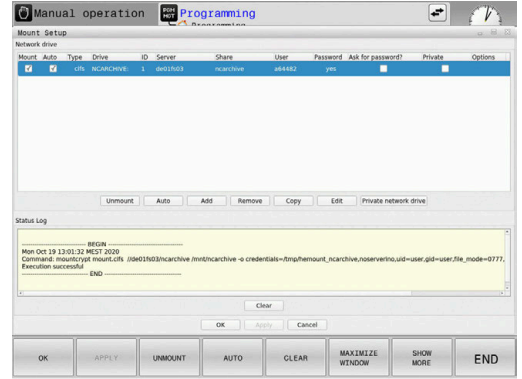 Manual operation
PGM
MGT
Programming
Programming
Mount Setup
Network drive
Mount Auto Type Drive ID Server Share User Password Ask for password? Private Options
cifs NCARCHIVE: 1 de01fs03 ncarchive a64482 yes
Unmount Auto Add Remove Copy Edit Private network drive
Status Log
---------------------------- BEGIN --------------------------------
Mon Oct 19 13:01:32 MEST 2020
Command: mountcrypt mount.cifs //de01fs03/ncarchive /mnt/ncarchive -o credentials=/tmp/hemount_ncarchive,noserverino,uid=user,gid=user,file_mode=0777,
Execution successful
---------------------------- END --------------------------------
Clear
OK Apply Cancel
OK APPLY UNMOUNT AUTO CLEAR MAXIMIZE WINDOW SHOW MORE END